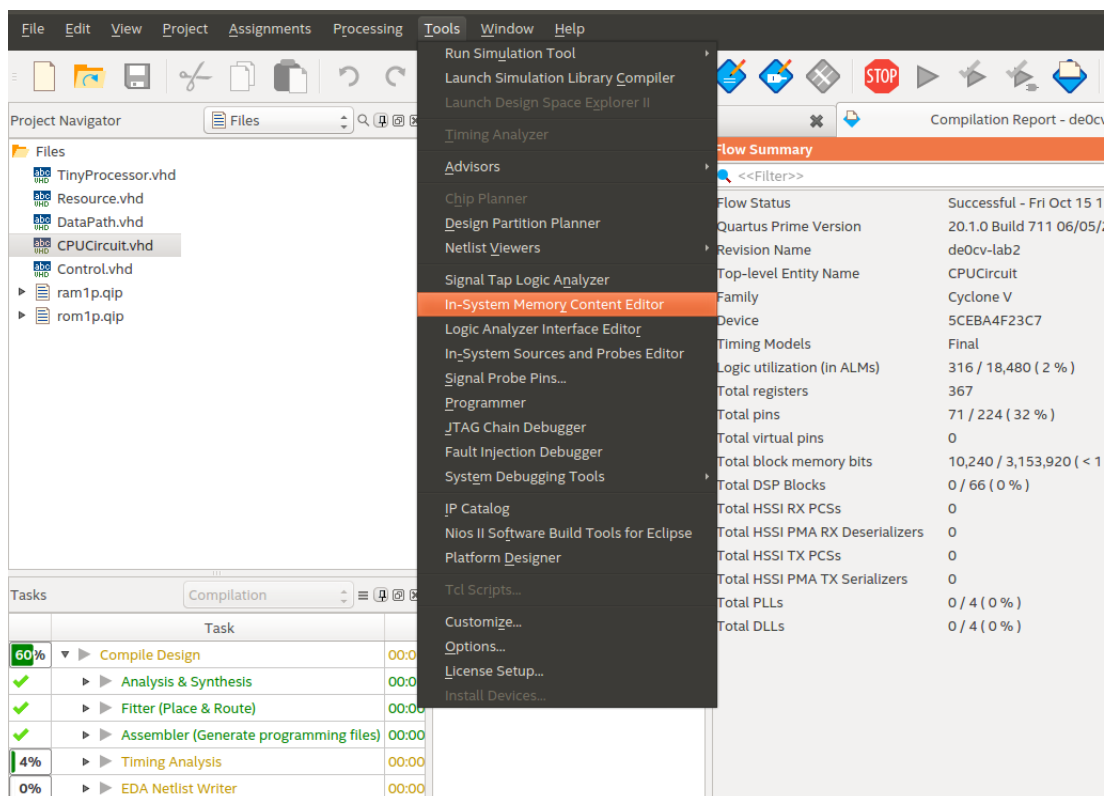 File Edit View Project Assignments Processing Tools Window Help
STOP
Project Navigator
Files
Files
TinyProcessor.vhd
Resource.vhd
DataPath.vhd
CPUCircuit.vhd
Control.vhd
ram1p.qip
rom1p.qip
Run Simulation Tool
Launch Simulation Library Compiler
Launch Design Space Explorer II
Timing Analyzer
Advisors
Chip Planner
Design Partition Planner
Netlist Viewers
Signal Tap Logic Analyzer
In-System Memory Content Editor
Logic Analyzer Interface Editor
In-System Sources and Probes Editor
Signal Probe Pins...
Programmer
JTAG Chain Debugger
Fault Injection Debugger
System Debugging Tools
IP Catalog
Nios II Software Build Tools for Eclipse
Platform Designer
Tcl Scripts...
Customize...
Options...
License Setup...
Install Devices...
Compilation Report - de0cv
Flow Summary
<<Filter>>
Flow Status Successful - Fri Oct 15 1
Quartus Prime Version 20.1.0 Build 711 06/05/2
Revision Name de0cv-lab2
Top-level Entity Name CPUCircuit
Family Cyclone V
Device 5CEBA4F23C7
Timing Models Final
Logic utilization (in ALMs) 316 / 18,480 ( 2 % )
Total registers 367
Total pins 71 / 224 ( 32 % )
Total virtual pins 0
Total block memory bits 10,240 / 3,153,920 ( < 1
Total DSP Blocks 0 / 66 ( 0 % )
Total HSSI RX PCSs 0
Total HSSI PMA RX Deserializers 0
Total HSSI TX PCSs 0
Total HSSI PMA TX Serializers 0
Total PLLs 0 / 4 ( 0 % )
Total DLLs 0 / 4 ( 0 % )
Tasks Compilation
Task
60% Compile Design 00:0
Analysis & Synthesis 00:0
Fitter (Place & Route) 00:00
Assembler (Generate programming files) 00:00
4% Timing Analysis 00:00
0% EDA Netlist Writer 00:00